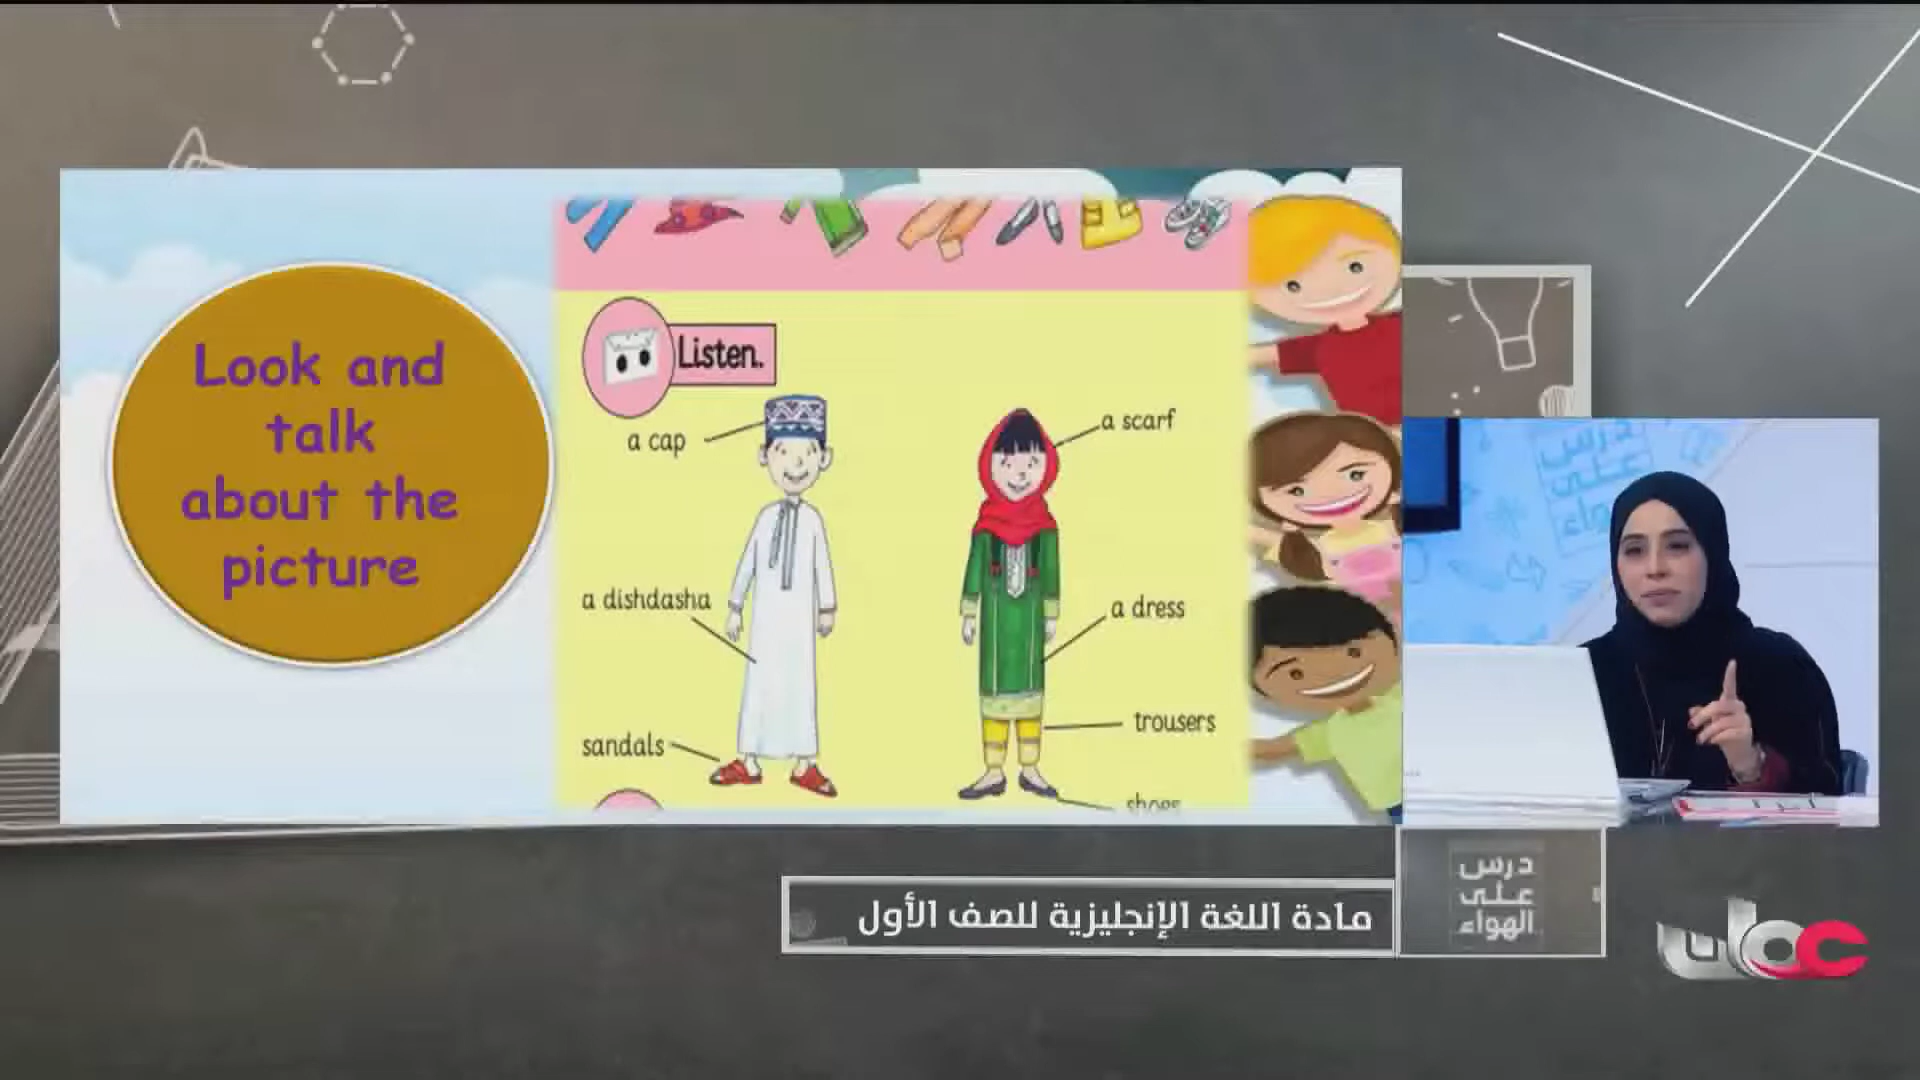 Look and
talk
about the
picture
Listen.
a cap
a scarf
a dishdasha
a dress
trousers
sandals
shoes
درس
على
الهواء
مادة اللغة الإنجليزية للصف الأول
درس
على
الهواء
عمان